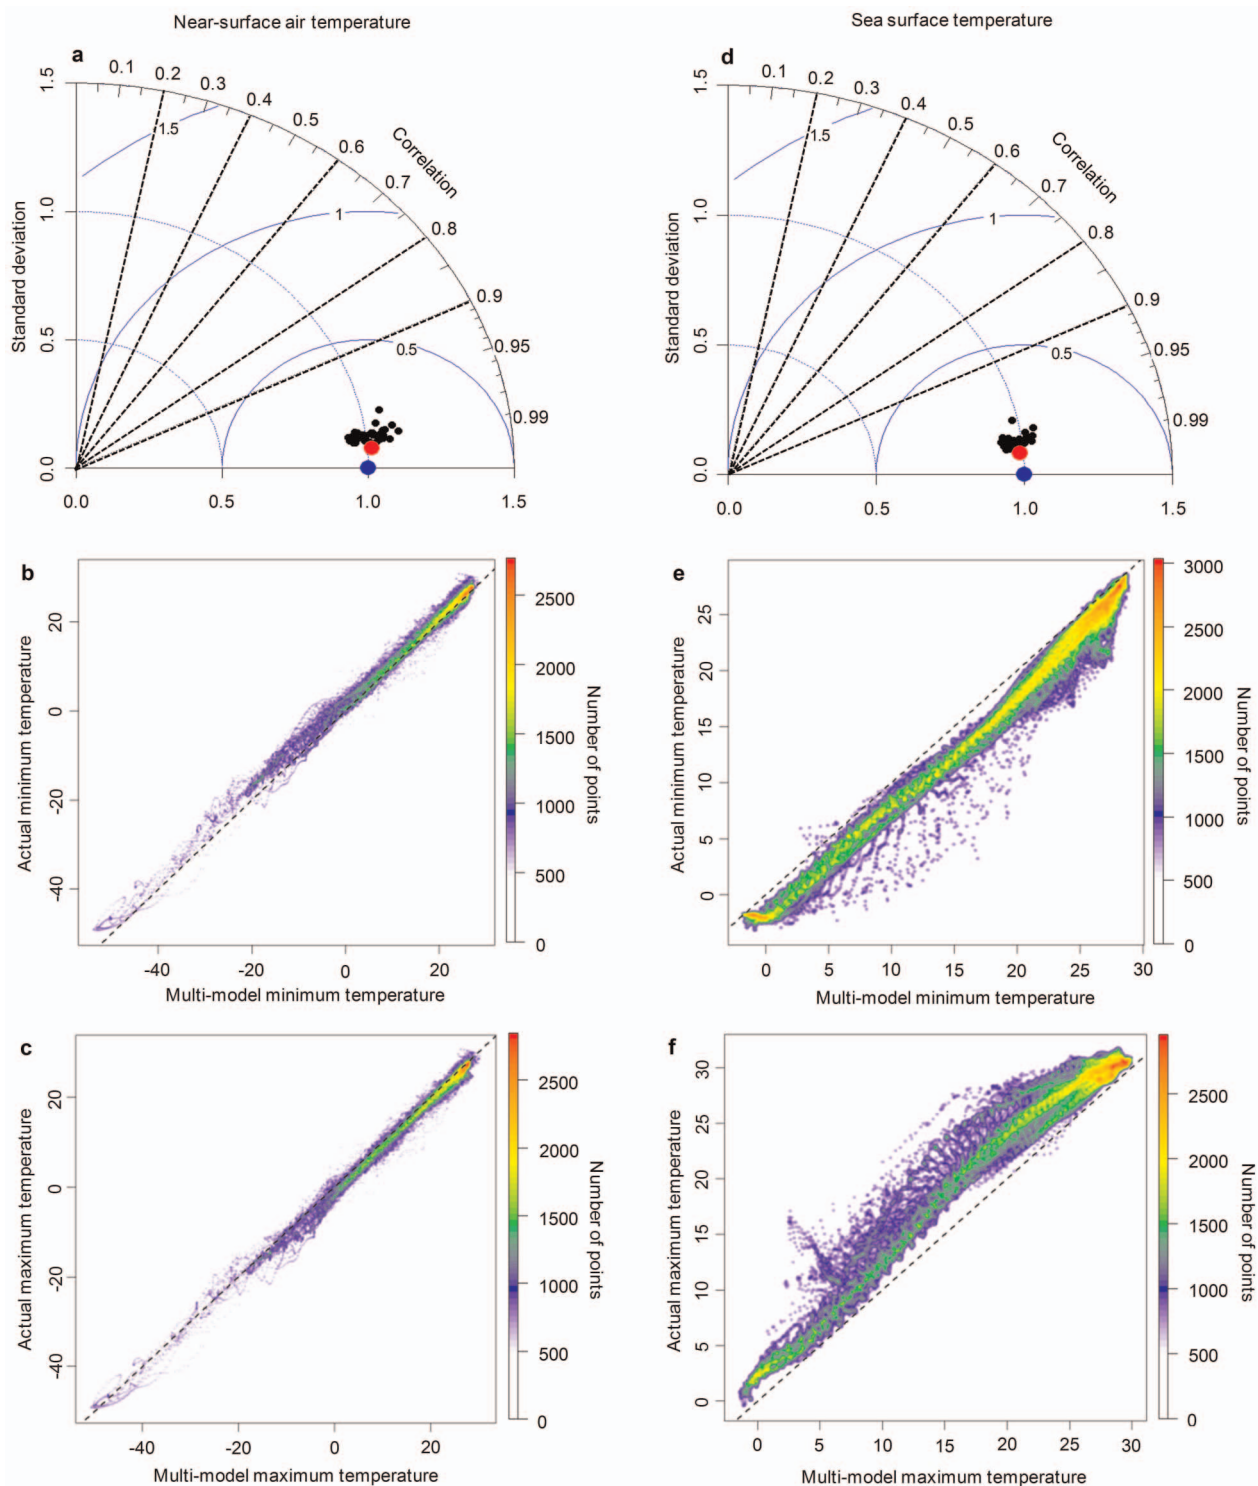 Near-surface air temperature
Sea surface temperature
a
0.1 0.2 0.3 0.4 0.5 0.6 0.7 0.8 0.9 0.95 0.99
Correlation
1.5
1
0.5
Standard deviation
1.5
1.0
0.5
0.0
0.0 0.5 1.0 1.5
d
0.1 0.2 0.3 0.4 0.5 0.6 0.7 0.8 0.9 0.95 0.99
Correlation
1.5
1
0.5
Standard deviation
1.5
1.0
0.5
0.0
0.0 0.5 1.0 1.5
b
Actual minimum temperature
20
0
-20
-40
-40 -20 0 20
Multi-model minimum temperature
2500
2000
1500
1000
500
0
Number of points
e
Actual minimum temperature
25
20
15
10
5
0
0 5 10 15 20 25 30
Multi-model minimum temperature
3000
2500
2000
1500
1000
500
0
Number of points
c
Actual maximum temperature
20
0
-20
-40
-40 -20 0 20
Multi-model maximum temperature
2500
2000
1500
1000
500
0
Number of points
f
Actual maximum temperature
30
25
20
15
10
5
0
0 5 10 15 20 25 30
Multi-model maximum temperature
2500
2000
1500
1000
500
0
Number of points